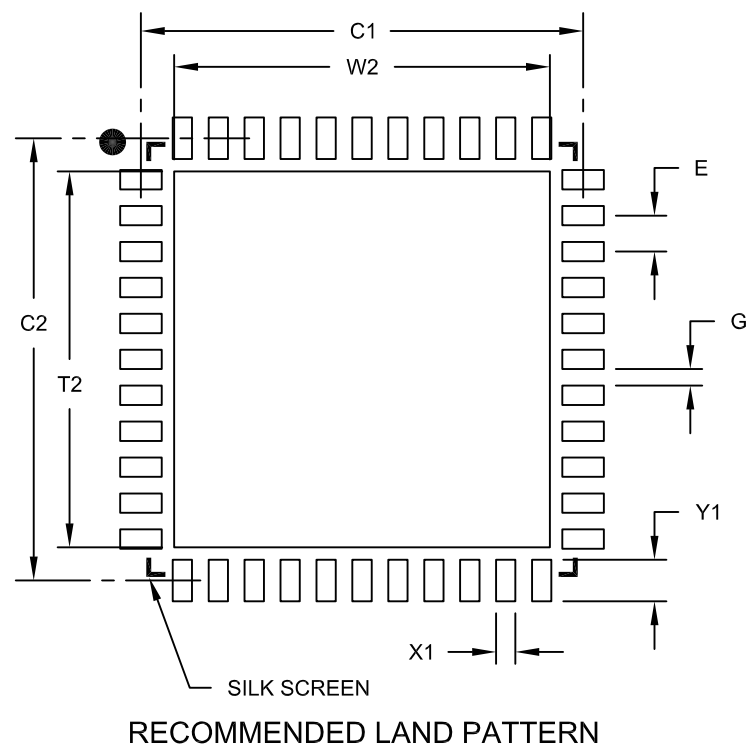 C1
W2
E
C2
G
T2
Y1
X1
SILK SCREEN
RECOMMENDED LAND PATTERN